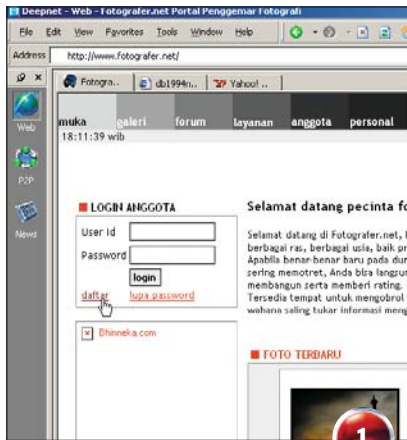 Deepnet - Web - Fotografer.net Portal Penggemar Fotografi
File Edit View Favorites Tools Window Help
Address http://www.fotografer.net/
Fotogra.. db1994n.. Yahoo! ..
Web
P2P
News
muka galeri forum layanan anggota personal
18:11:39 wib
LOGIN ANGGOTA
User Id
Password
login
daftar lupa password
Bhinneka.com
Selamat datang pecinta fo
Selamat datang di Fotografer.net,
berbagai ras, berbagai usia, baik pr
Apabila benar-benar baru pada du
sering memotret, Anda bisa langsun
membangun serta memberi rating.
Tersedia tempat untuk mengobrol
wahana saling tukar informasi meng
FOTO TERBARU
1